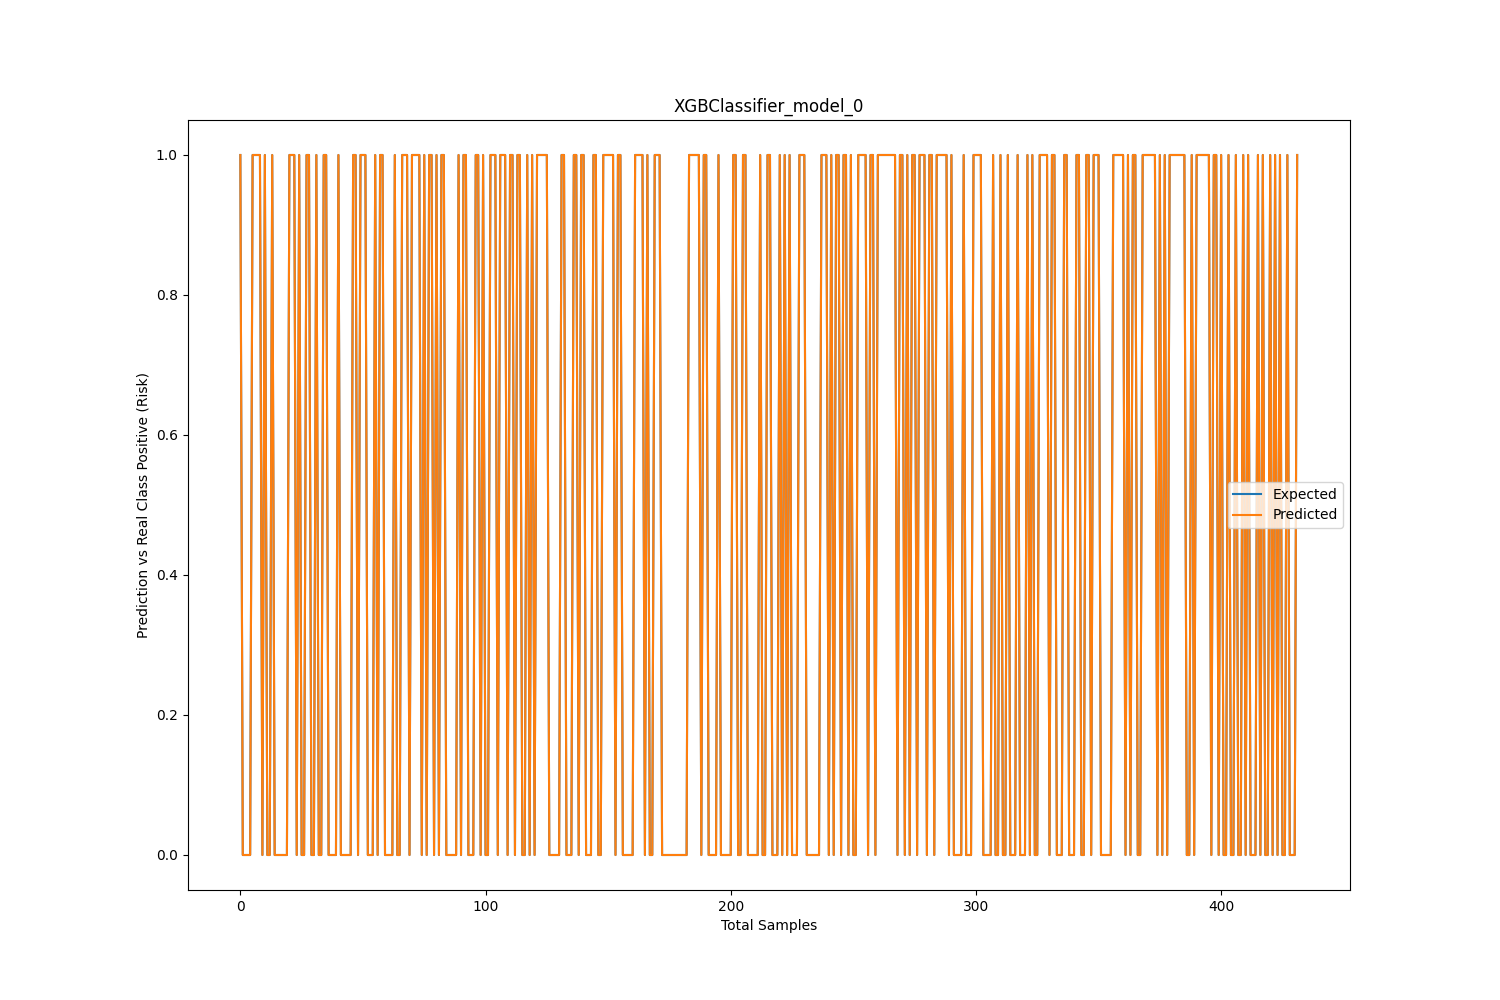 XGBClassifier_model_0
Prediction vs Real Class Positive (Risk)
1.0
0.8
0.6
0.4
0.2
0.0
Expected
Predicted
0 100 200 300 400
Total Samples